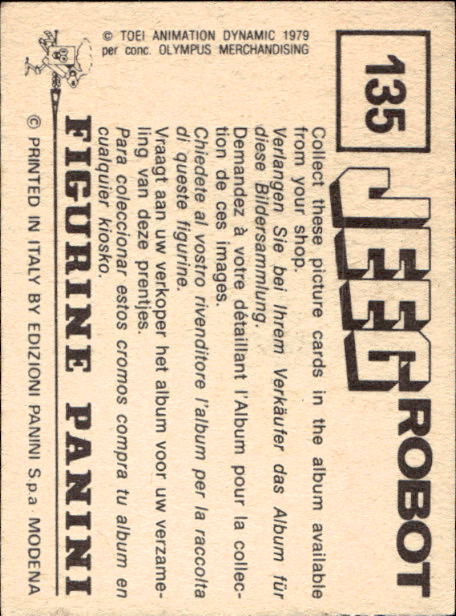 © TOEI ANIMATION DYNAMIC 1979
per conc. OLYMPUS MERCHANDISING
135
JEEG ROBOT
Collect these picture cards in the album available
from your shop.
Verlangen Sie bei Ihrem Verkäufer das Album für
diese Bildersammlung.
Demandez à votre détaillant l'Album pour la collec-
tion de ces images.
Chiedete al vostro rivenditore l'album per la raccolta
di queste figurine.
Vraagt aan uw verkoper het album voor uw verzame-
ling van deze prentjes.
Para coleccionar estos cromos compra tu album en
cualquier kiosko.
FIGURINE PANINI
© PRINTED IN ITALY BY EDIZIONI PANINI S.p.a · MODENA